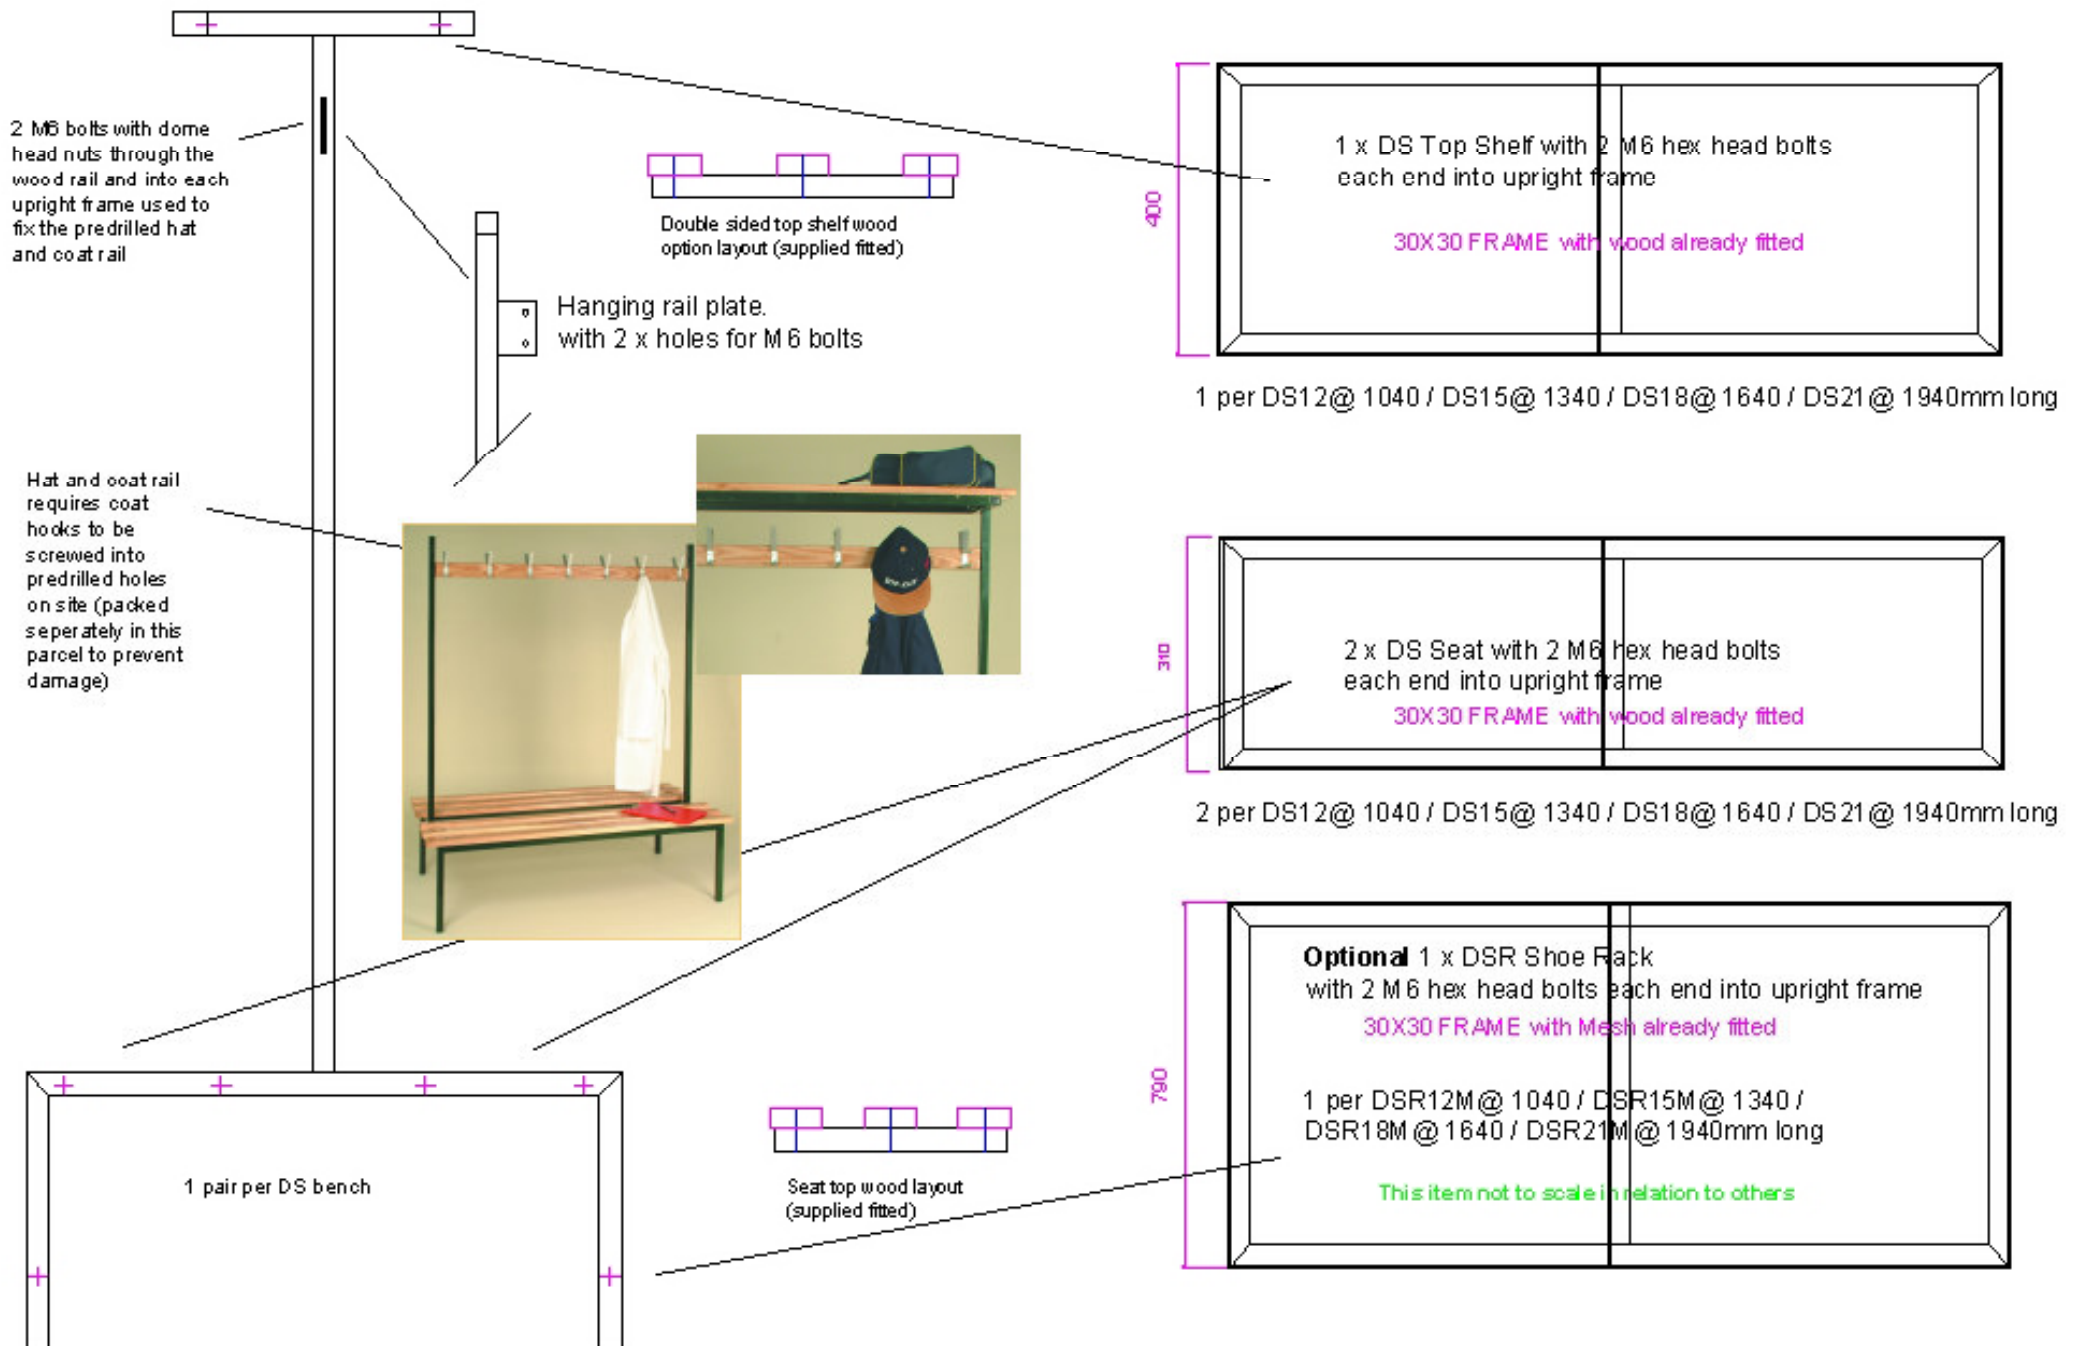 2 M6 bolts with dome
head nuts through the
wood rail and into each
upright frame used to
fix the predrilled hat
and coat rail
Double sided top shelf wood
option layout (supplied fitted)
Hanging rail plate.
with 2 x holes for M6 bolts
400
1 x DS Top Shelf with 2 M6 hex head bolts
each end into upright frame
30X30 FRAME with wood already fitted
1 per DS12@ 1040 / DS15@ 1340 / DS18@ 1640 / DS21@ 1940mm long
Hat and coat rail
requires coat
hooks to be
screwed into
predrilled holes
on site (packed
seperately in this
parcel to prevent
damage)
310
2 x DS Seat with 2 M6 hex head bolts
each end into upright frame
30X30 FRAME with wood already fitted
2 per DS12@ 1040 / DS15@ 1340 / DS18@ 1640 / DS21@ 1940mm long
790
Optional 1 x DSR Shoe Rack
with 2 M6 hex head bolts each end into upright frame
30X30 FRAME with Mesh already fitted
1 per DSR12M@ 1040 / DSR15M@ 1340 /
DSR18M@ 1640 / DSR21M@ 1940mm long
This item not to scale in relation to others
1 pair per DS bench
Seat top wood layout
(supplied fitted)